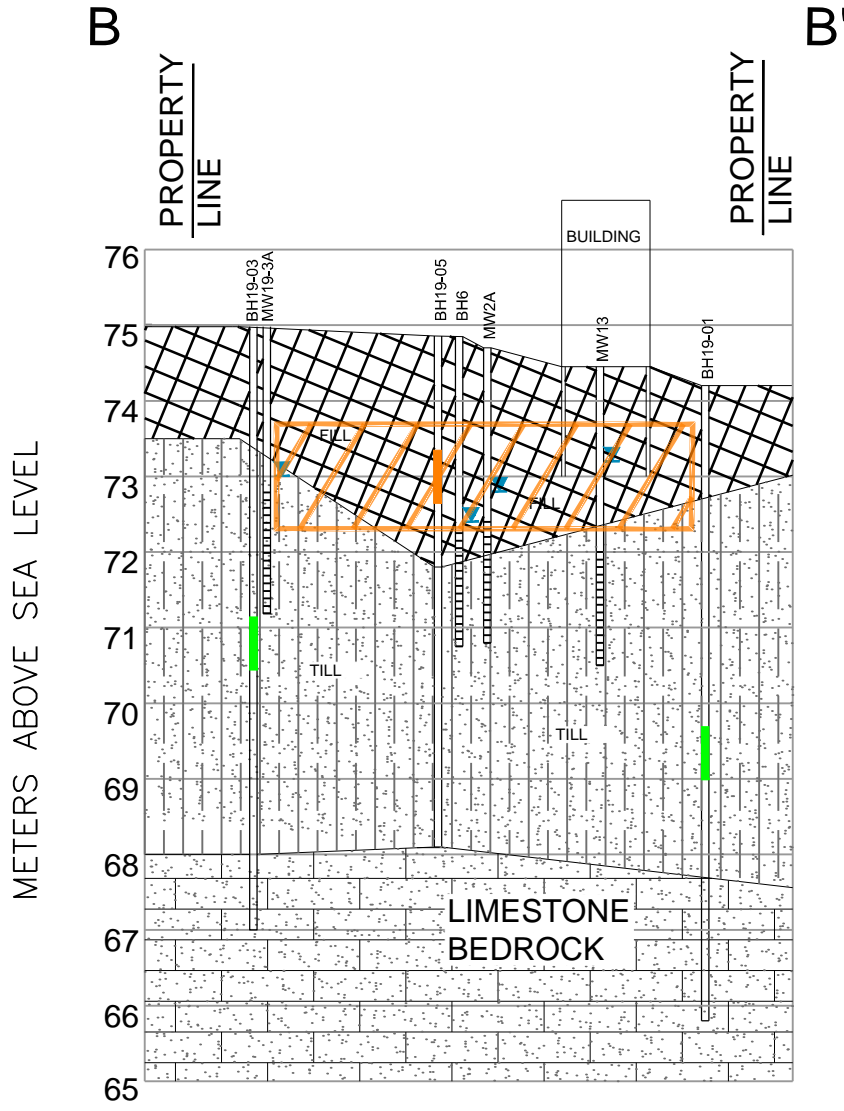 B
B'
PROPERTY
LINE
PROPERTY
LINE
BUILDING
76
BH19-03
MW19-3A
BH19-05
BH6
MW2A
MW13
BH19-01
75
74
FILL
73
FILL
72
71
TILL
70
TILL
69
68
LIMESTONE
BEDROCK
67
66
65
METERS ABOVE SEA LEVEL